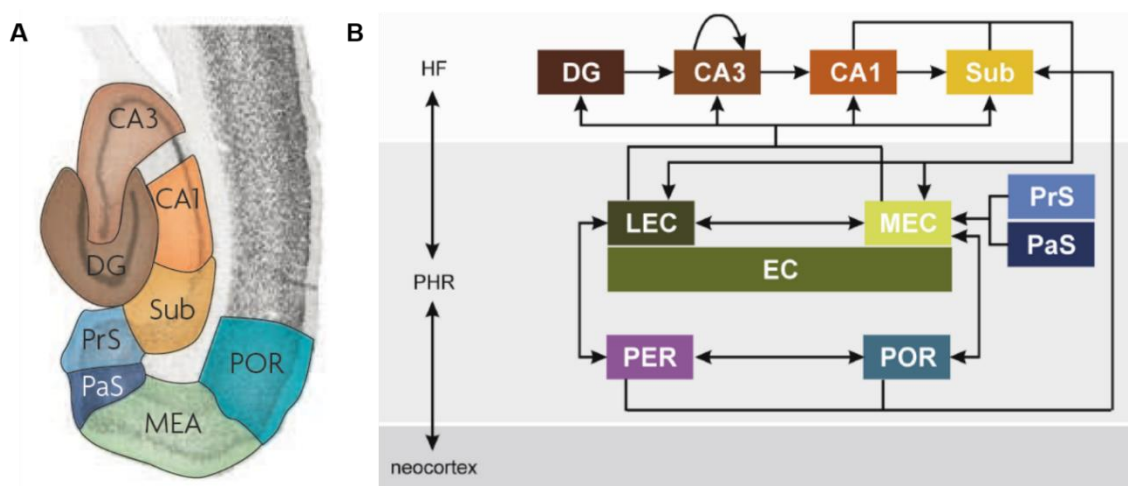 A
CA3
CA1
DG
Sub
PrS
PaS
MEA
POR
B
HF
DG
CA3
CA1
Sub
PHR
LEC
MEC
PrS
PaS
EC
PER
POR
neocortex